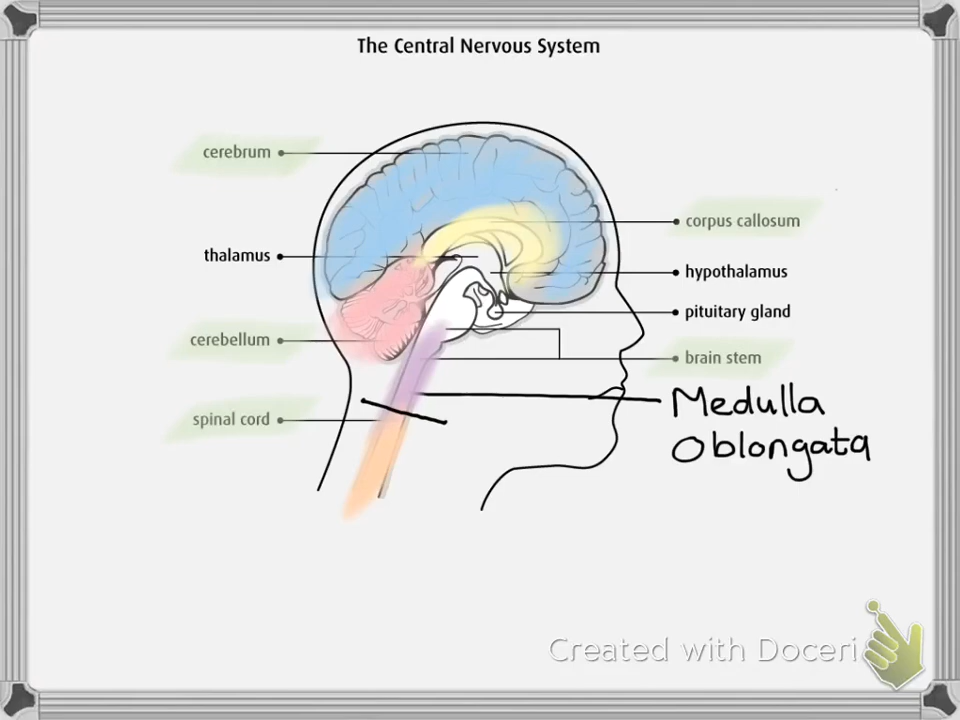 The Central Nervous System
cerebrum
corpus callosum
thalamus
hypothalamus
pituitary gland
cerebellum
brain stem
Medulla
Oblongata
spinal cord
Created with Doceri